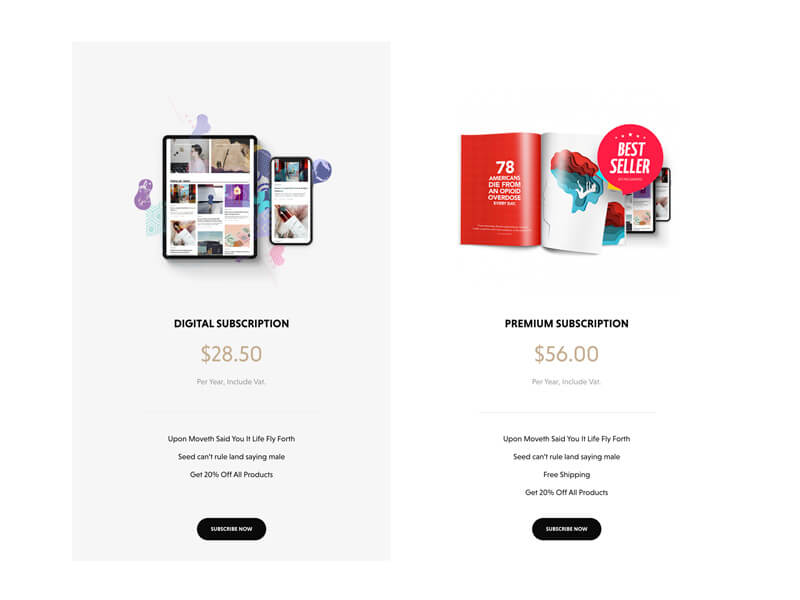 DIGITAL SUBSCRIPTION
$28.50
Per Year, Include Vat.
Upon Moveth Said You It Life Fly Forth
Seed can't rule land saying male
Get 20% Off All Products
SUBSCRIBE NOW
78
AMERICANS
DIE FROM
AN OPIOID
OVERDOSE
EVERY DAY.
BEST
SELLER
PREMIUM SUBSCRIPTION
$56.00
Per Year, Include Vat.
Upon Moveth Said You It Life Fly Forth
Seed can't rule land saying male
Free Shipping
Get 20% Off All Products
SUBSCRIBE NOW